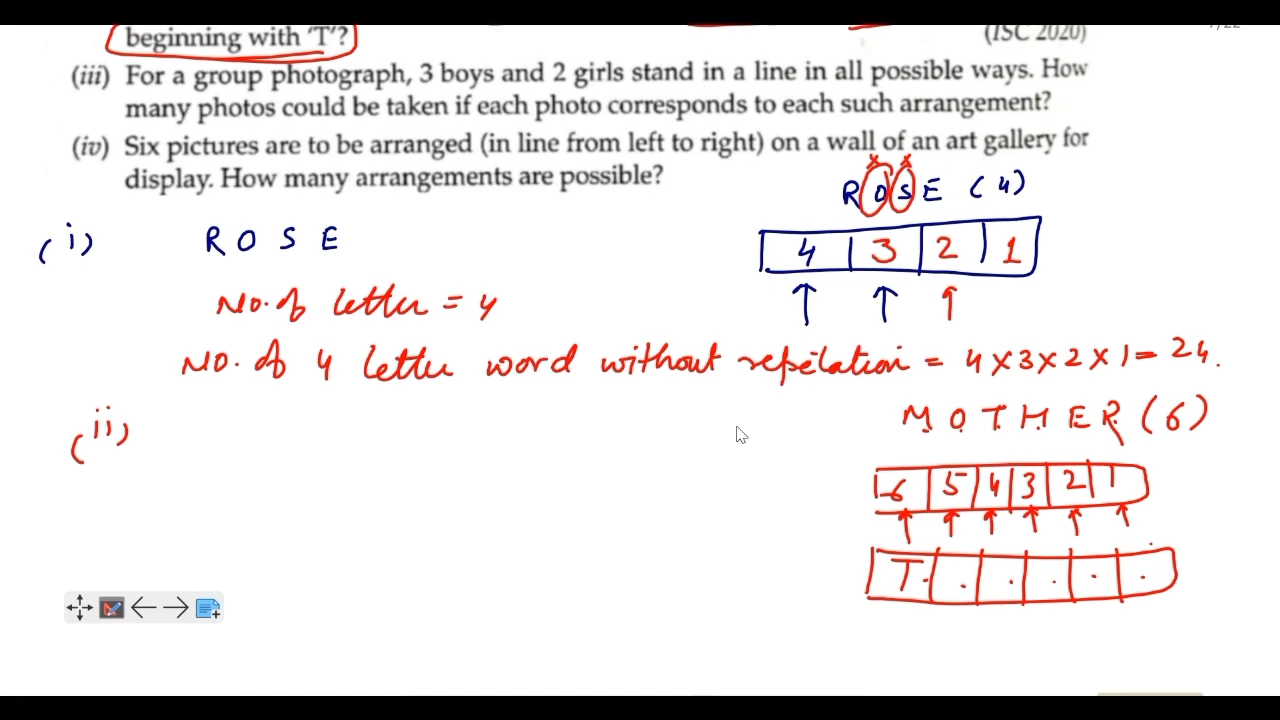 beginning with 'T'?
(ISC 2020)
(iii) For a group photograph, 3 boys and 2 girls stand in a line in all possible ways. How
many photos could be taken if each photo corresponds to each such arrangement?
(iv) Six pictures are to be arranged (in line from left to right) on a wall of an art gallery for
display. How many arrangements are possible?
R O S E (4)
(i) R O S E
4 3 2 1
No. of letter = 4
No. of 4 letter word without repetation = 4 × 3 × 2 × 1 = 24.
(ii)
M O T H E R (6)
6 5 4 3 2 1
T . . . . .